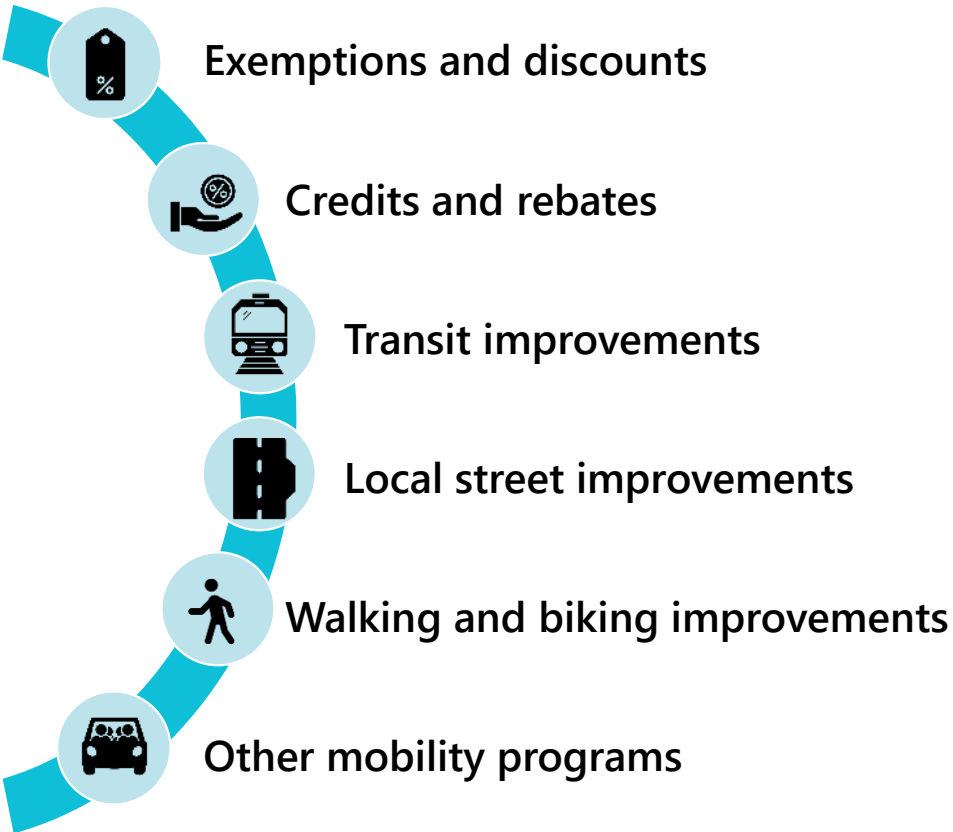 Exemptions and discounts
Credits and rebates
Transit improvements
Local street improvements
Walking and biking improvements
Other mobility programs